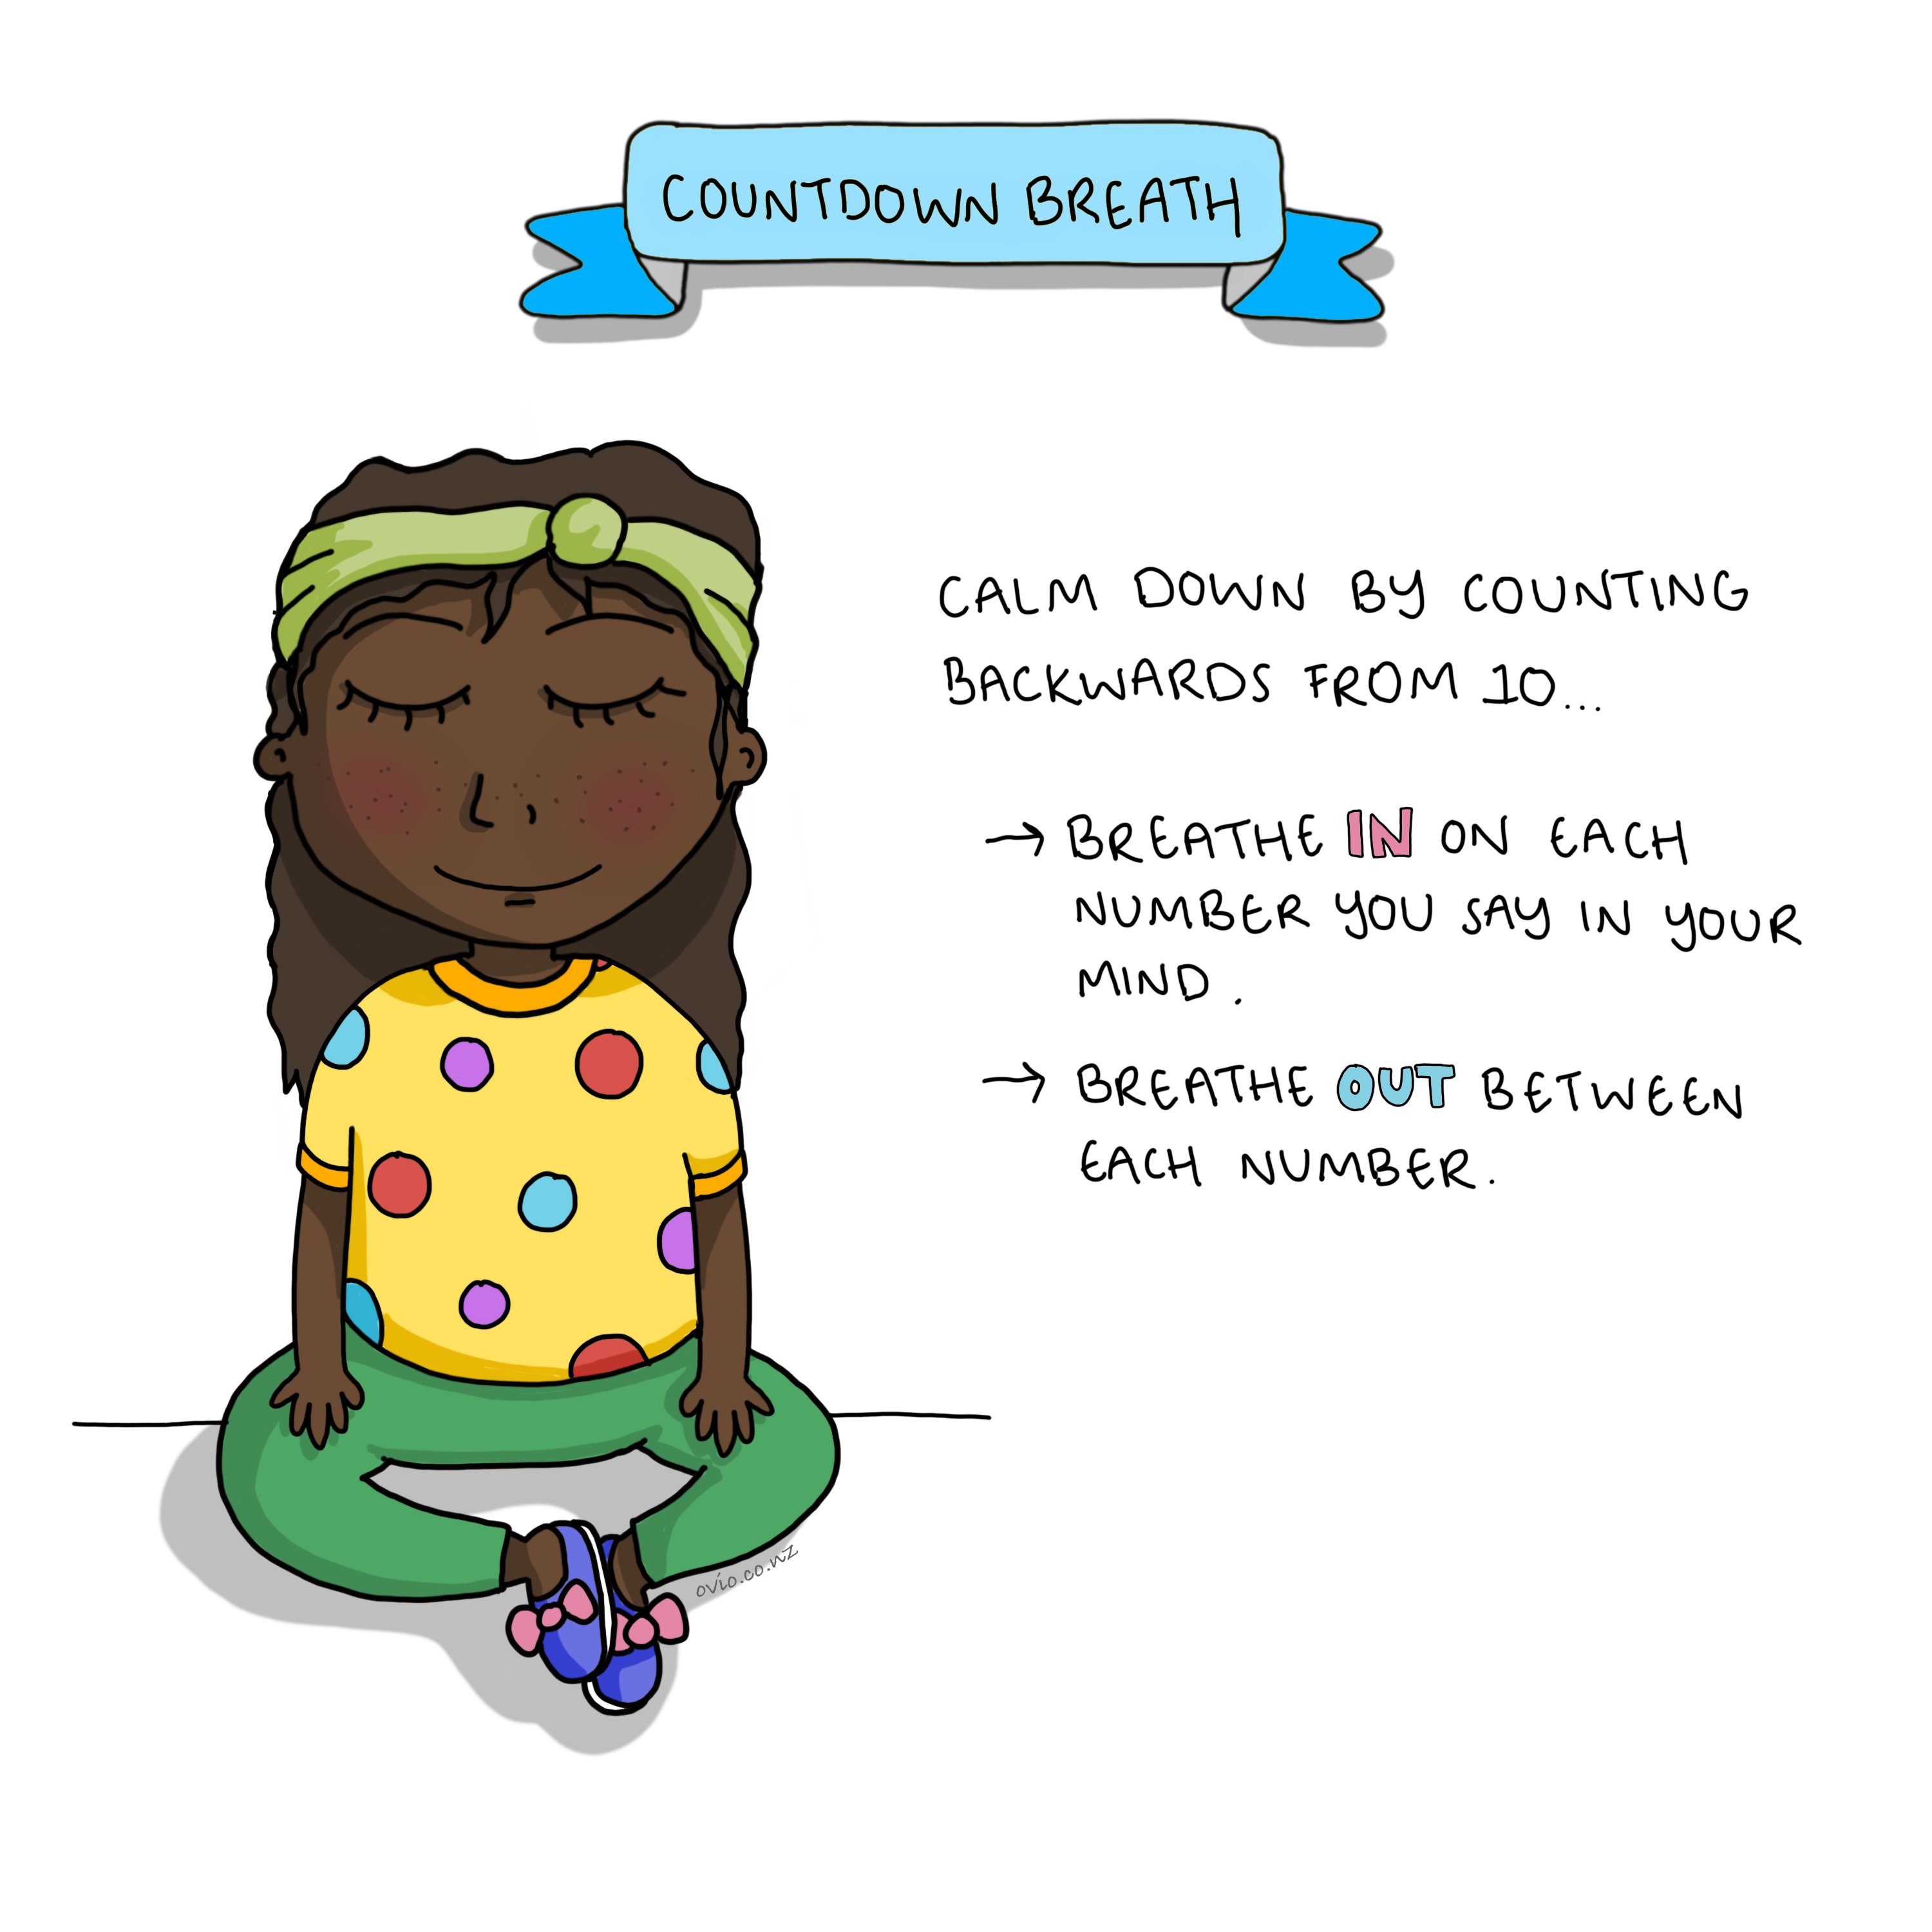 COUNTDOWN BREATH
CALM DOWN BY COUNTING
BACKWARDS FROM 10...
→ BREATHE IN ON EACH
NUMBER YOU SAY IN YOUR
MIND.
→ BREATHE OUT BETWEEN
EACH NUMBER.
ovio.co.nz